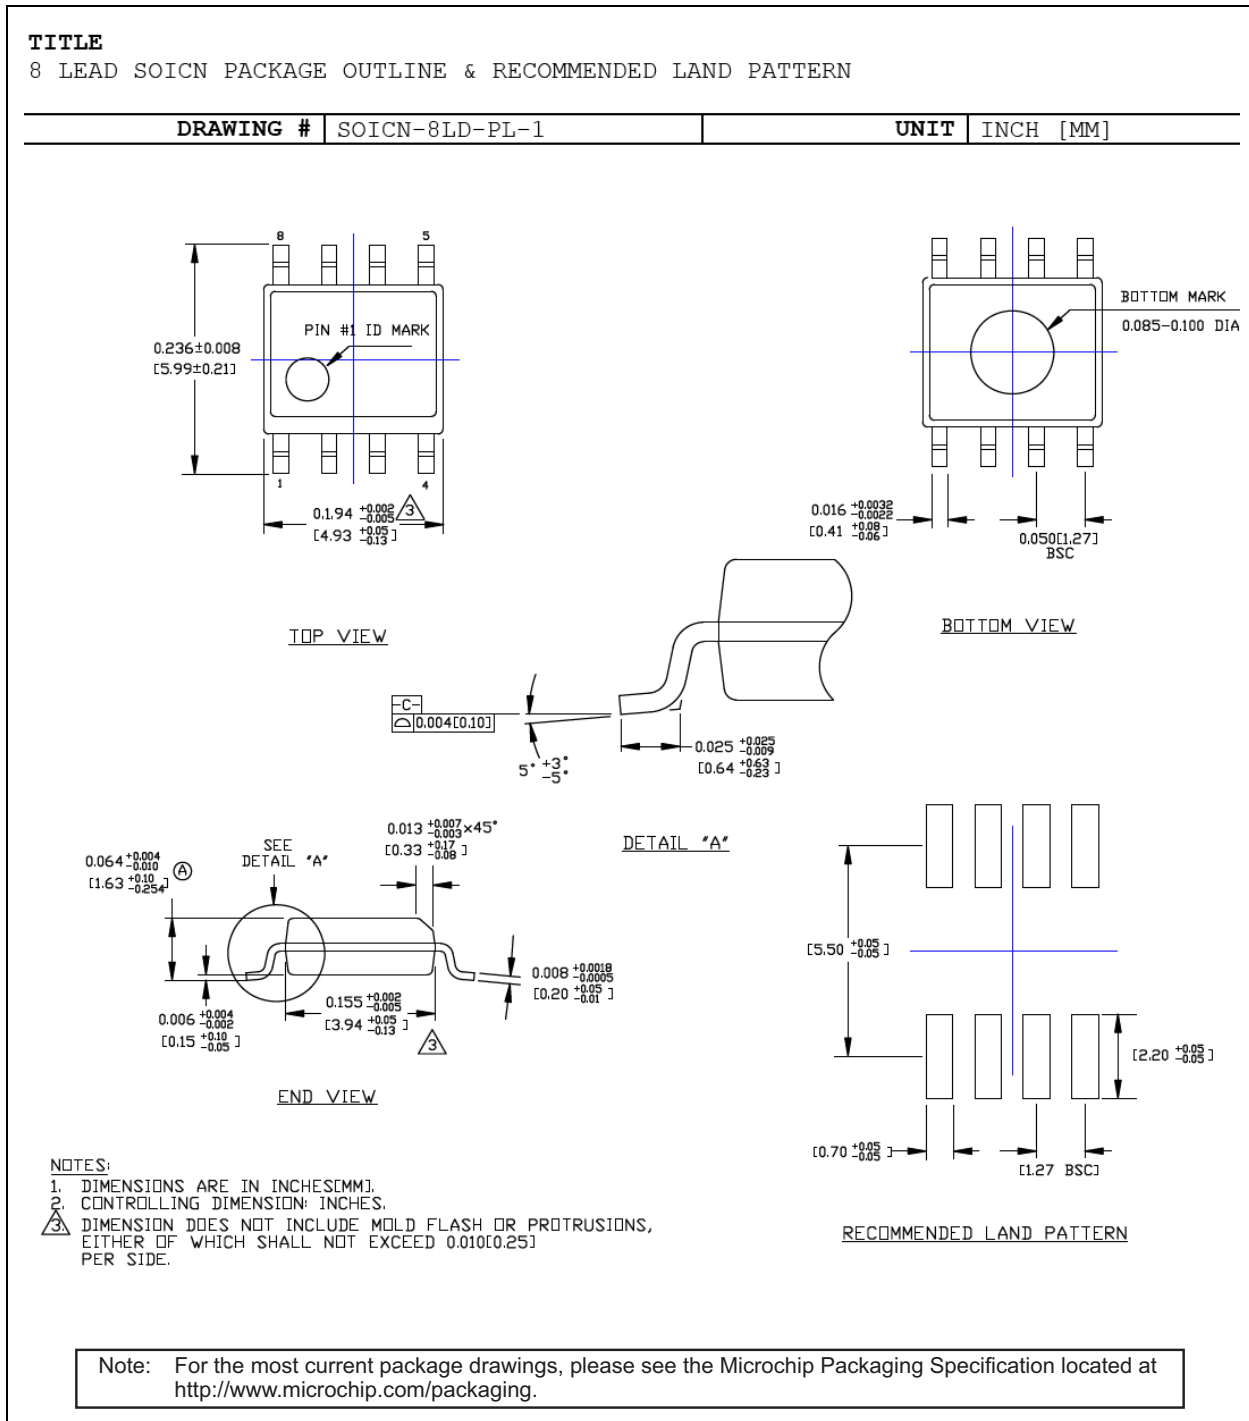 TITLE
8 LEAD SOICN PACKAGE OUTLINE & RECOMMENDED LAND PATTERN
DRAWING # SOICN-8LD-PL-1 UNIT INCH [MM]
8 5
PIN #1 ID MARK
0.236±0.008
[5.99±0.21]
1 4
0.1.94 +0.002 -0.005 3
[4.93 +0.05 -0.13 ]
TOP VIEW
BOTTOM MARK
0.085-0.100 DIA
0.016 +0.0032 -0.0022
[0.41 +0.08 -0.06 ]
0.050[1.27]
BSC
BOTTOM VIEW
-C-
0.004[0.10]
5° +3° -5°
0.025 +0.025 -0.009
[0.64 +0.63 -0.23 ]
DETAIL "A"
0.064 +0.004 -0.010
[1.63 +0.10 -0.254 ] A
SEE
DETAIL "A"
0.013 +0.007 -0.003 ×45°
[0.33 +0.17 -0.08 ]
0.008 +0.0018 -0.0005
[0.20 +0.05 -0.01 ]
0.155 +0.002 -0.005
[3.94 +0.05 -0.13 ]
3
0.006 +0.004 -0.002
[0.15 +0.10 -0.05 ]
END VIEW
[5.50 +0.05 -0.05 ]
[2.20 +0.05 -0.05 ]
[0.70 +0.05 -0.05 ]
[1.27 BSC]
RECOMMENDED LAND PATTERN
NOTES:
1. DIMENSIONS ARE IN INCHES[MM].
2. CONTROLLING DIMENSION: INCHES.
3. DIMENSION DOES NOT INCLUDE MOLD FLASH OR PROTRUSIONS,
EITHER OF WHICH SHALL NOT EXCEED 0.010[0.25]
PER SIDE.
Note: For the most current package drawings, please see the Microchip Packaging Specification located at
http://www.microchip.com/packaging.